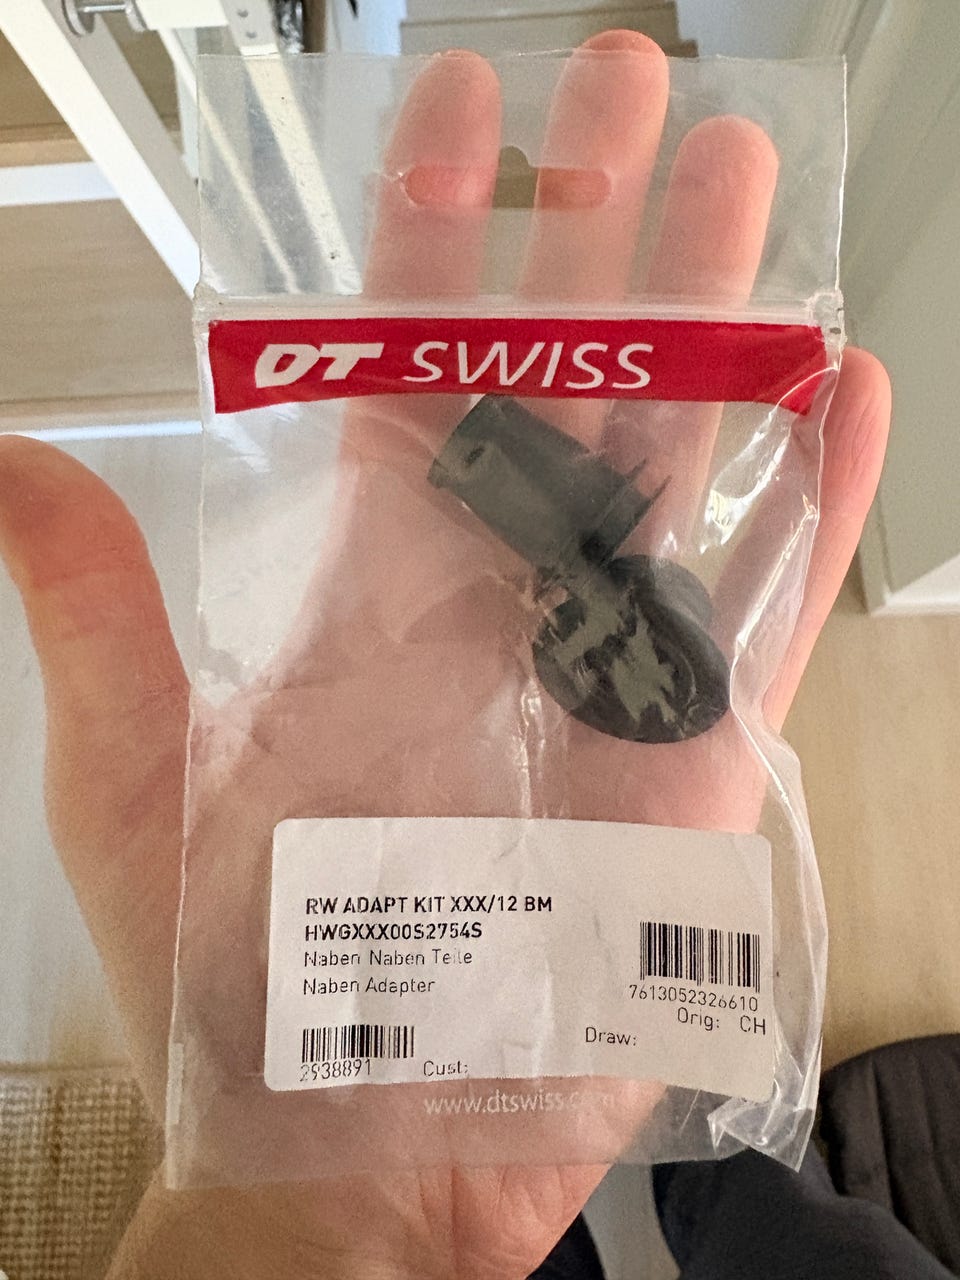 DT SWISS
RW ADAPT KIT XXX/12 BM
HWGXXX00S2754S
Naben Naben Teile
Naben Adapter
7613052326610
Orig: CH
Draw:
2938891
Cust:
www.dtswiss.com